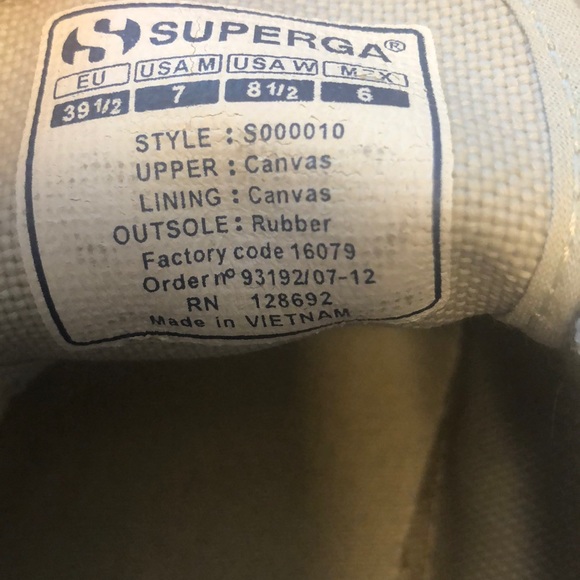 SUPERGA®
EU USA M USA W MEX
39 1/2 7 8 1/2 6
STYLE : S000010
UPPER : Canvas
LINING : Canvas
OUTSOLE : Rubber
Factory code 16079
Order nº 93192/07-12
RN 128692
Made in VIETNAM